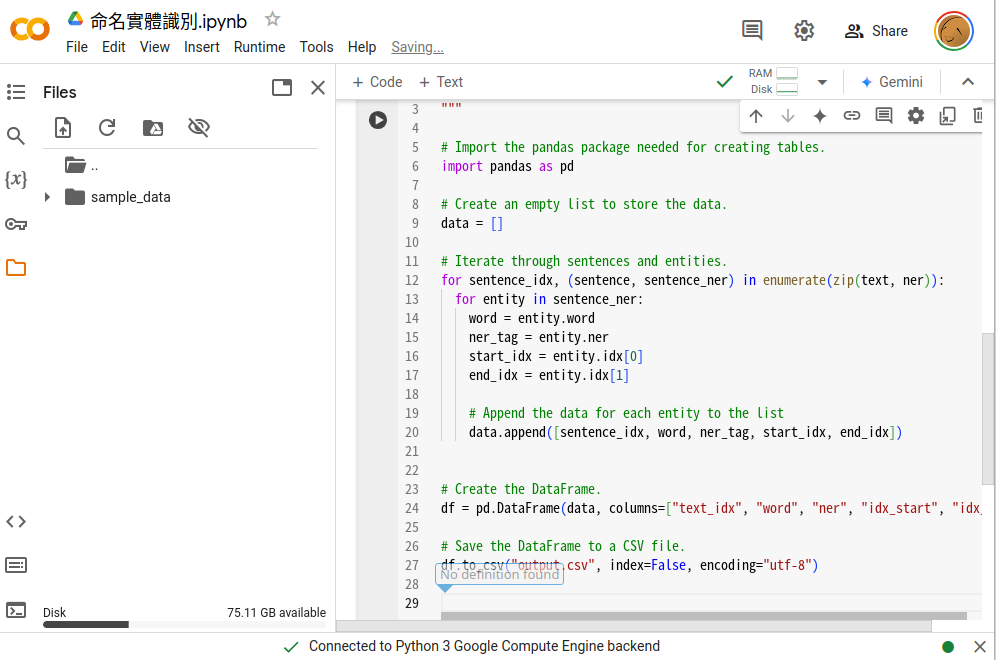 命名實體識別.ipynb
File Edit View Insert Runtime Tools Help Saving...
Share
Files
+ Code + Text
RAM
Disk
Gemini
..
{x}
sample_data
3 """
4
5 # Import the pandas package needed for creating tables.
6 import pandas as pd
7
8 # Create an empty list to store the data.
9 data = []
10
11 # Iterate through sentences and entities.
12 for sentence_idx, (sentence, sentence_ner) in enumerate(zip(text, ner)):
13 for entity in sentence_ner:
14 word = entity.word
15 ner_tag = entity.ner
16 start_idx = entity.idx[0]
17 end_idx = entity.idx[1]
18
19 # Append the data for each entity to the list
20 data.append([sentence_idx, word, ner_tag, start_idx, end_idx])
21
22
23 # Create the DataFrame.
24 df = pd.DataFrame(data, columns=["text_idx", "word", "ner", "idx_start", "idx_
25
26 # Save the DataFrame to a CSV file.
27 df.to_csv("output.csv", index=False, encoding="utf-8")
No definition found
28
29
Disk 75.11 GB available
Connected to Python 3 Google Compute Engine backend